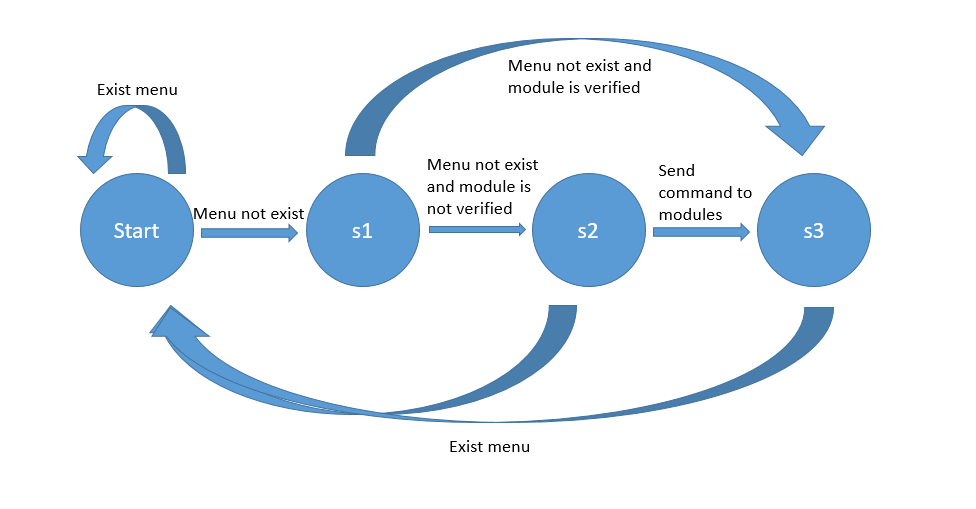 Menu not exist and
module is verified
Exist menu
Menu not exist
and module is
not verified
Send
command to
modules
Menu not exist
Start
s1
s2
s3
Exist menu